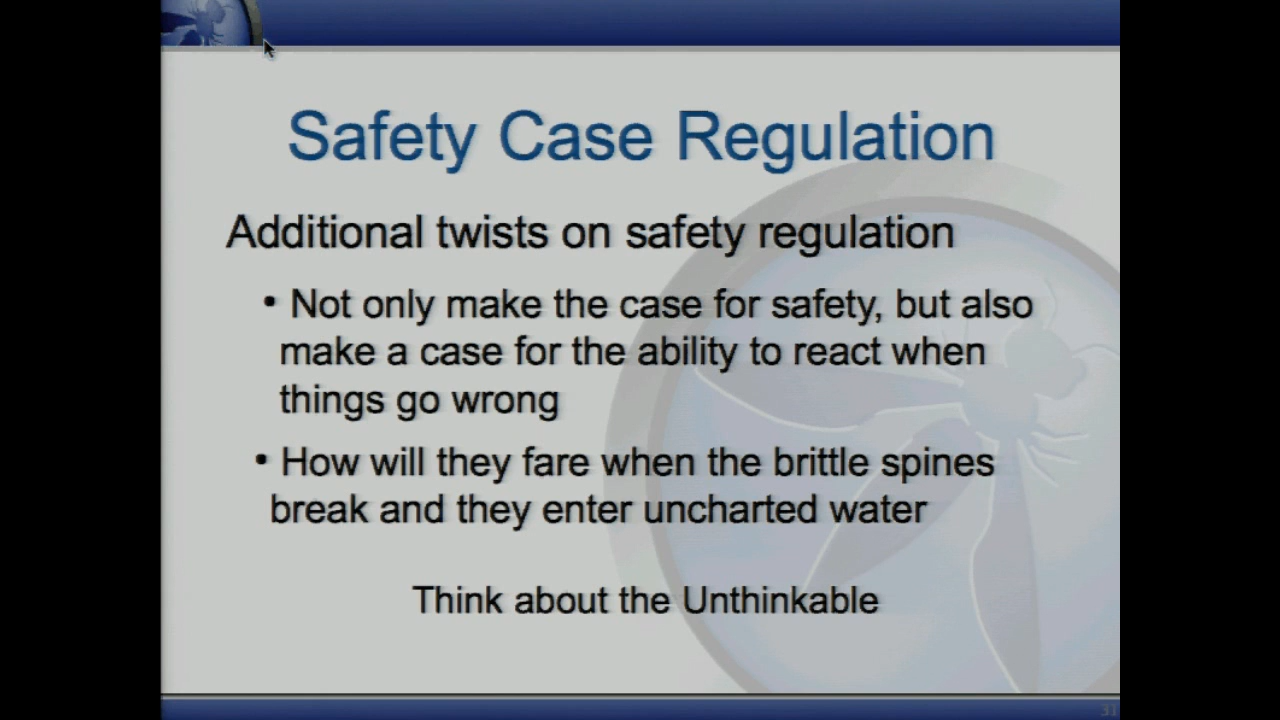 Safety Case Regulation
Additional twists on safety regulation
• Not only make the case for safety, but also
make a case for the ability to react when
things go wrong
• How will they fare when the brittle spines
break and they enter uncharted water
Think about the Unthinkable
31